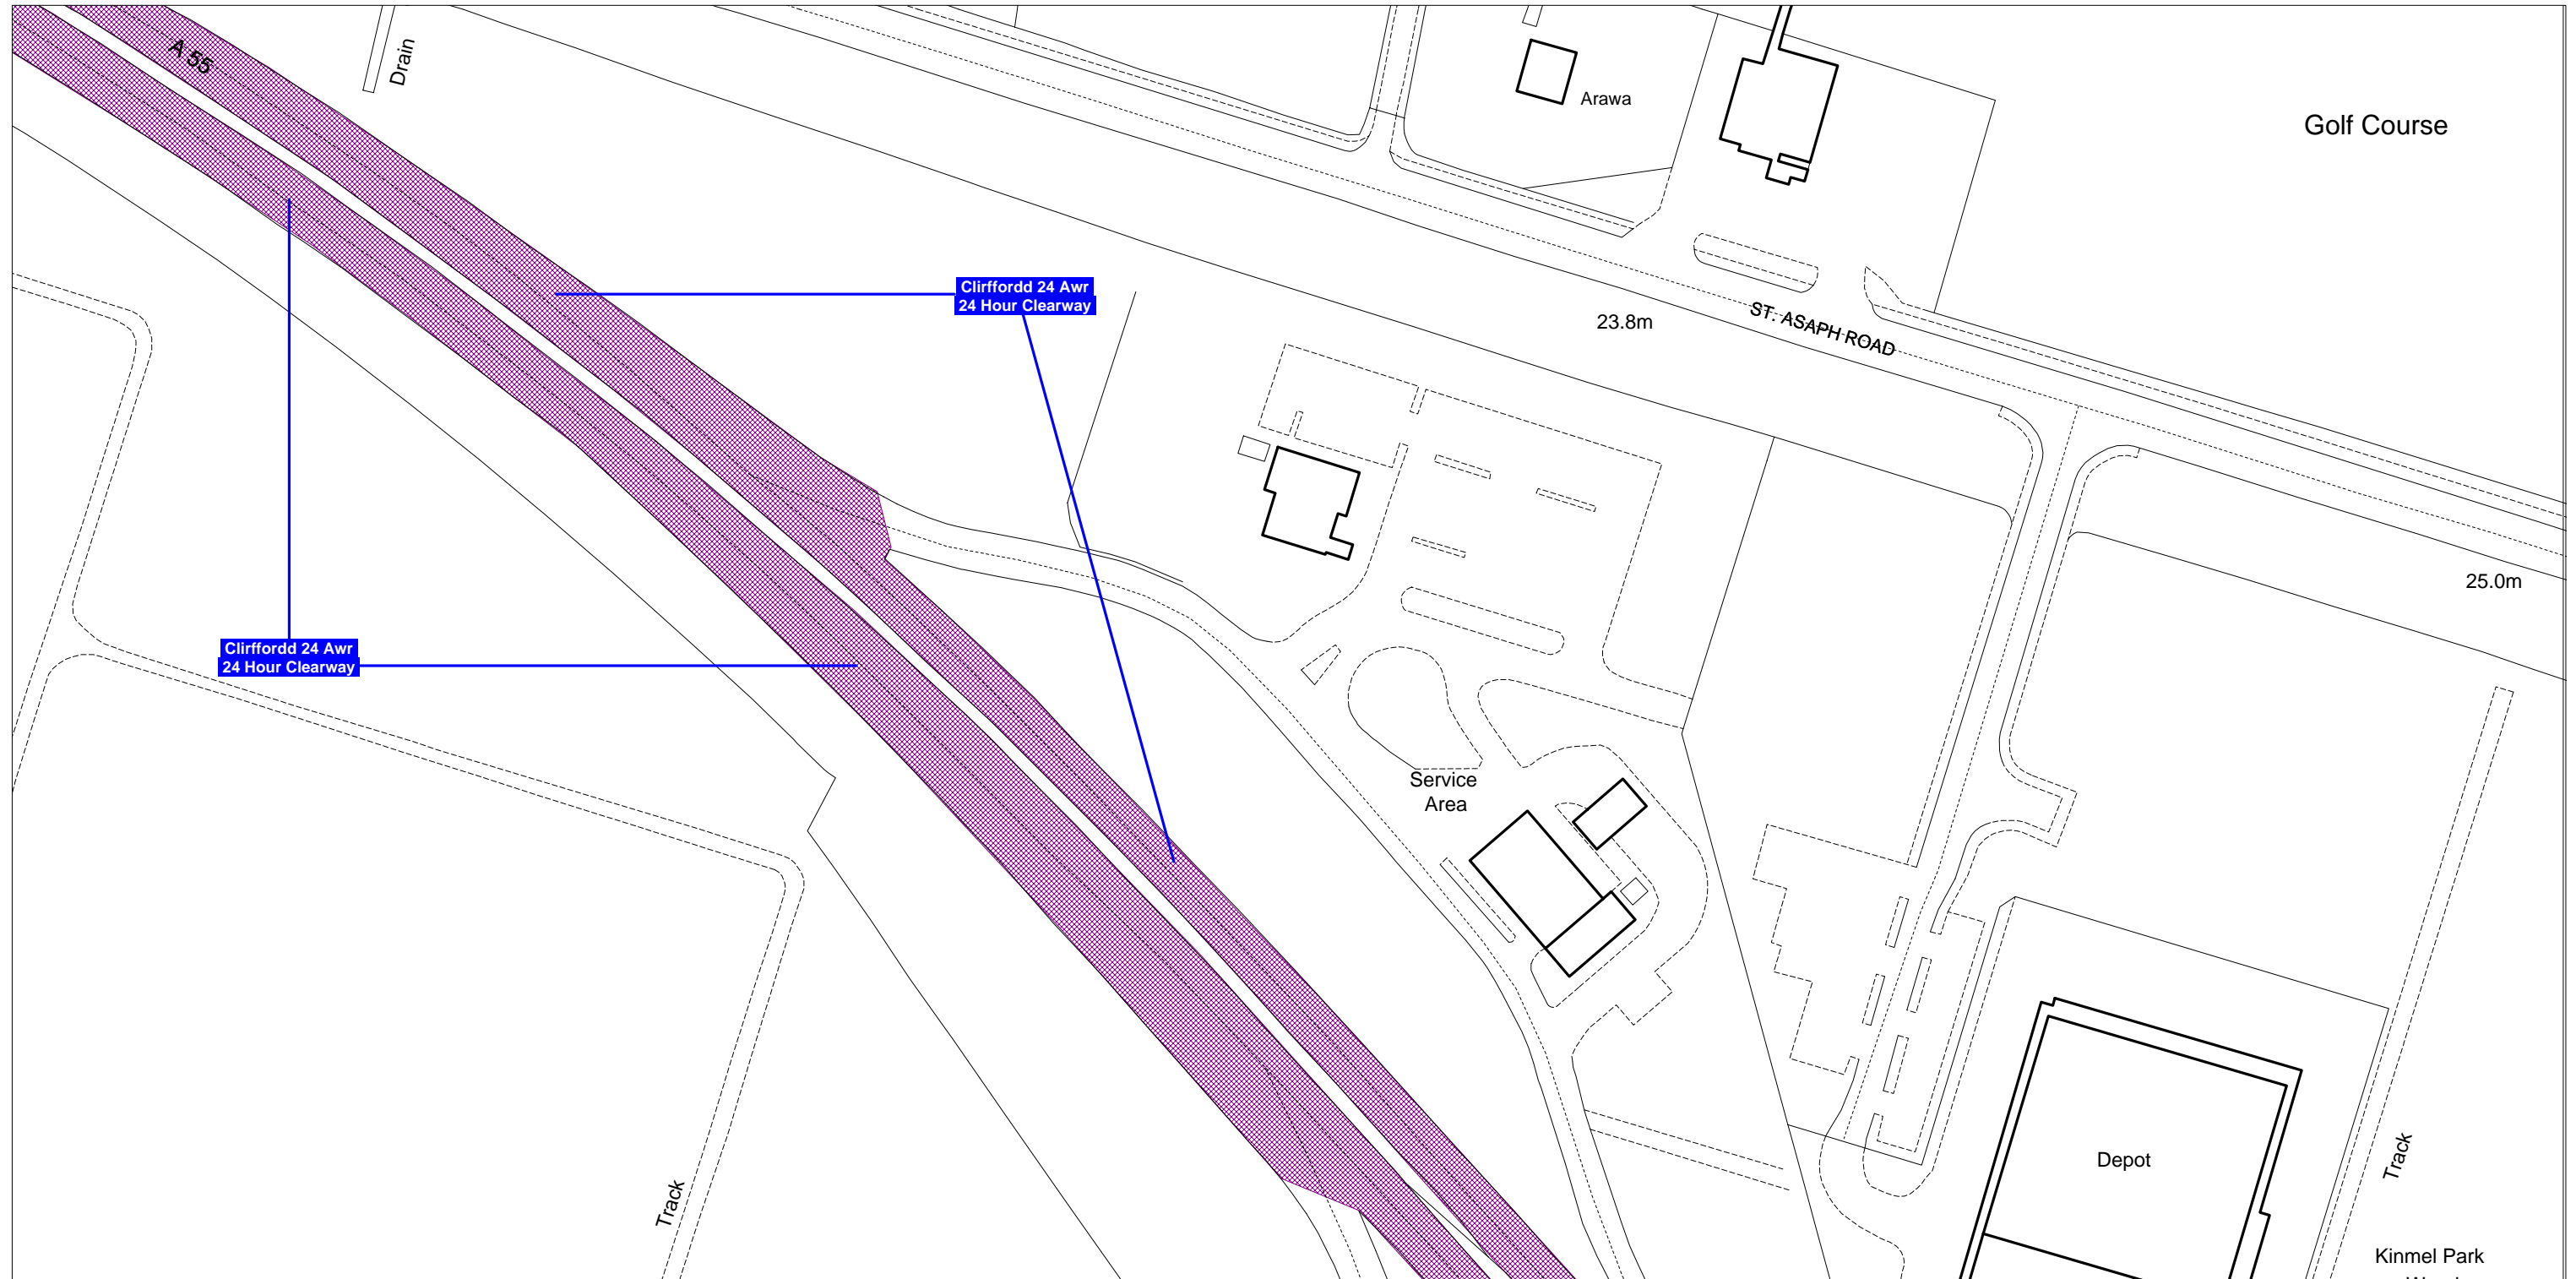 A 55
Drain
Arawa
Golf Course
Clirffordd 24 Awr
24 Hour Clearway
23.8m
ST. ASAPH ROAD
25.0m
Clirffordd 24 Awr
24 Hour Clearway
Service
Area
Depot
Track
Track
Kinmel Park